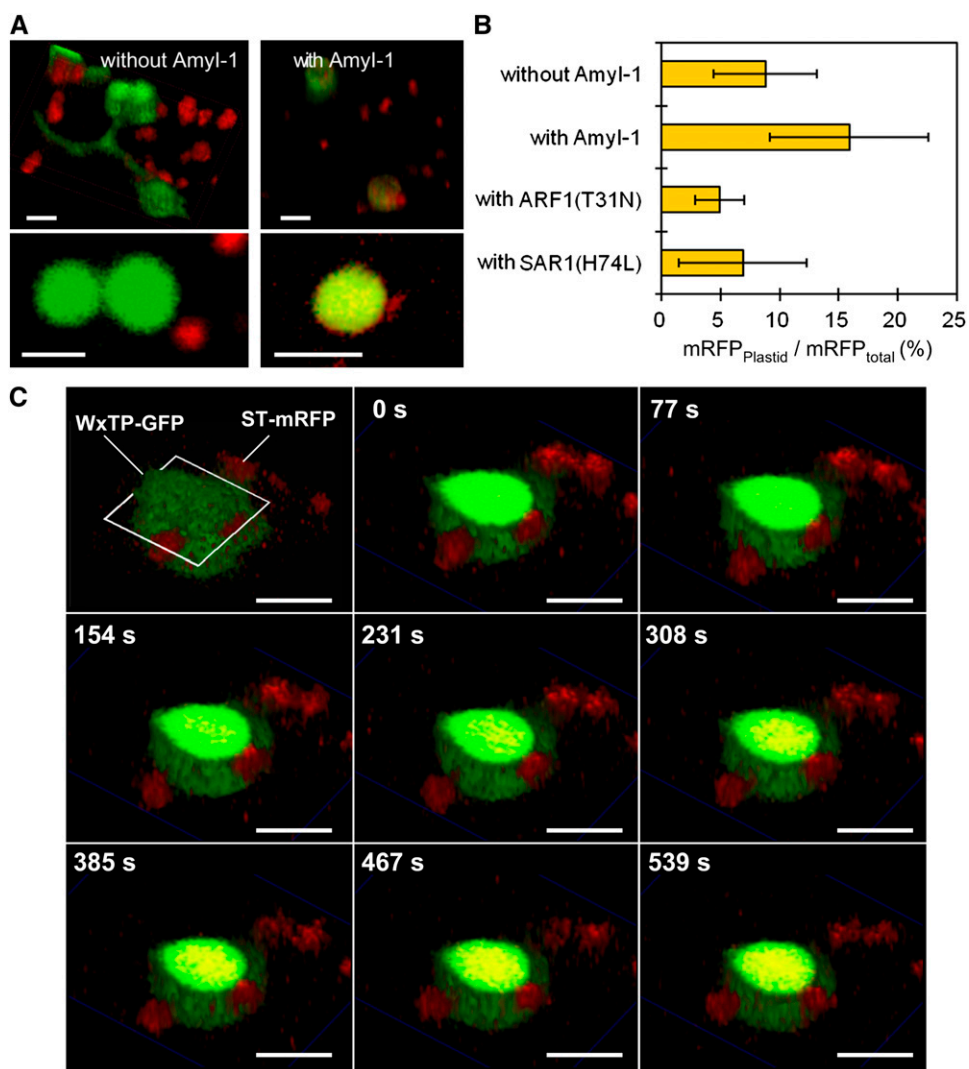 A
without Amyl-1
with Amyl-1
B
without Amyl-1
with Amyl-1
with ARF1(T31N)
with SAR1(H74L)
0 5 10 15 20 25
mRFPPlastid / mRFPtotal (%)
C
WxTP-GFP
ST-mRFP
0 s
77 s
154 s
231 s
308 s
385 s
467 s
539 s